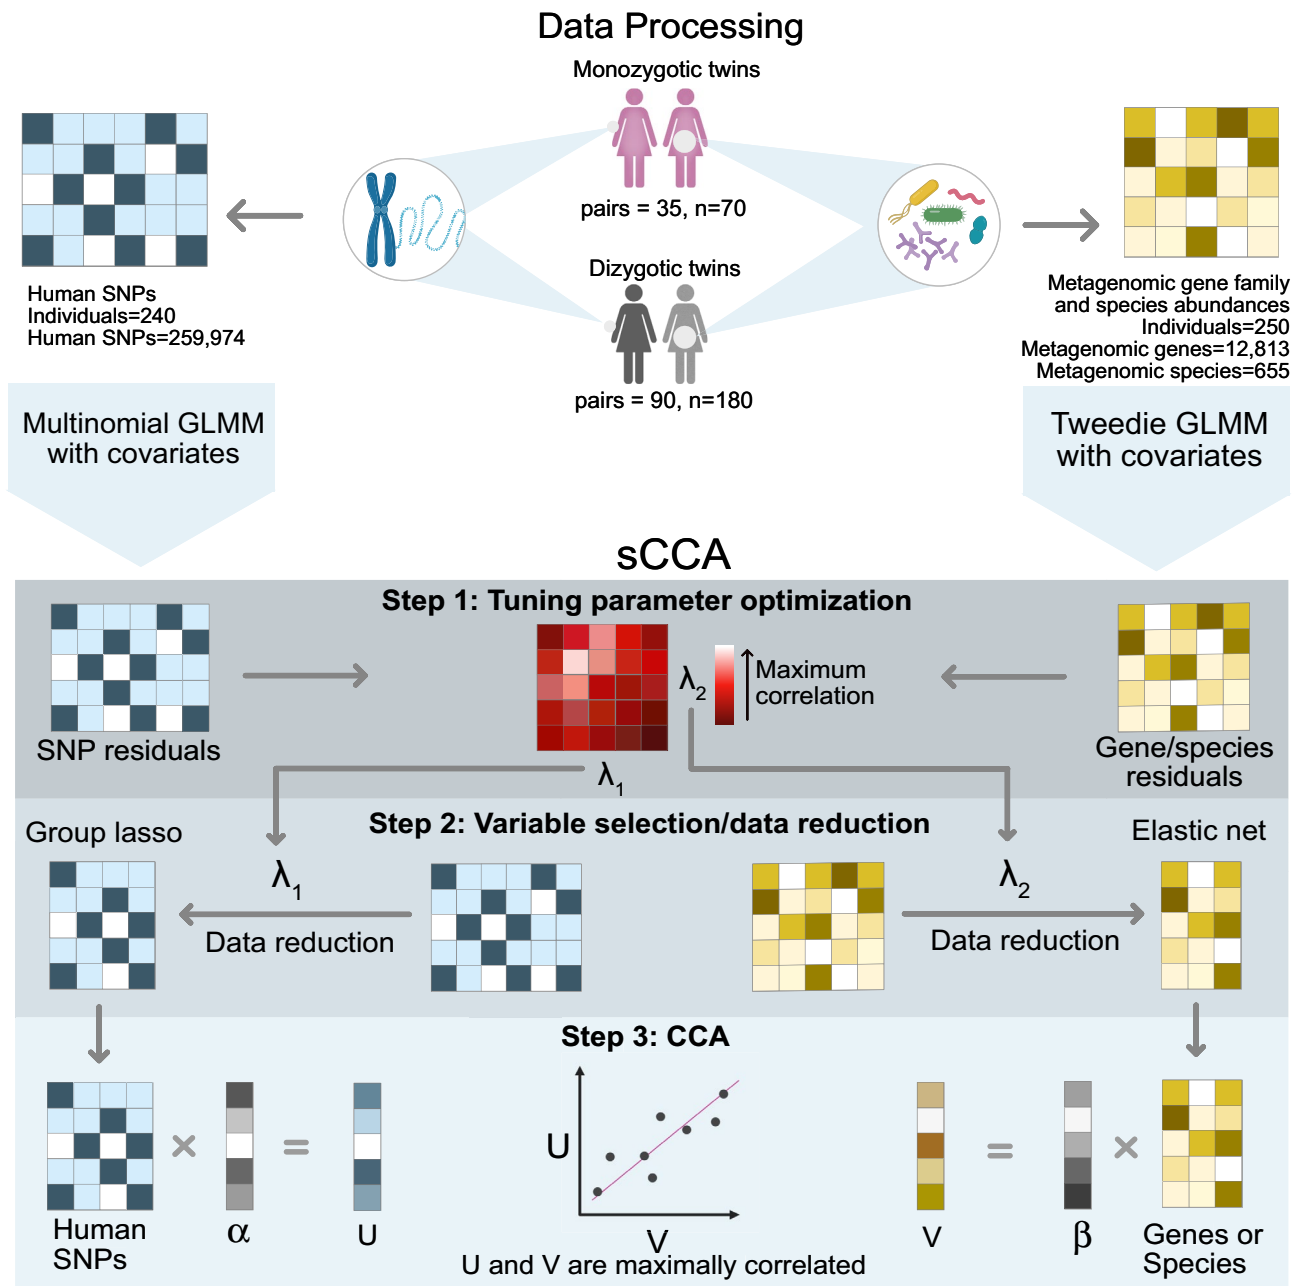 Data Processing
Monozygotic twins
pairs = 35, n=70
Dizygotic twins
pairs = 90, n=180
Human SNPs
Individuals=240
Human SNPs=259,974
Metagenomic gene family
and species abundances
Individuals=250
Metagenomic genes=12,813
Metagenomic species=655
Multinomial GLMM
with covariates
Tweedie GLMM
with covariates
sCCA
Step 1: Tuning parameter optimization
SNP residuals
λ2
Maximum
correlation
λ1
Gene/species
residuals
Step 2: Variable selection/data reduction
Group lasso
λ1
Data reduction
λ2
Data reduction
Elastic net
Step 3: CCA
Human
SNPs
×
α
=
U
U
V
U and V are maximally correlated
V
=
β
×
Genes or
Species